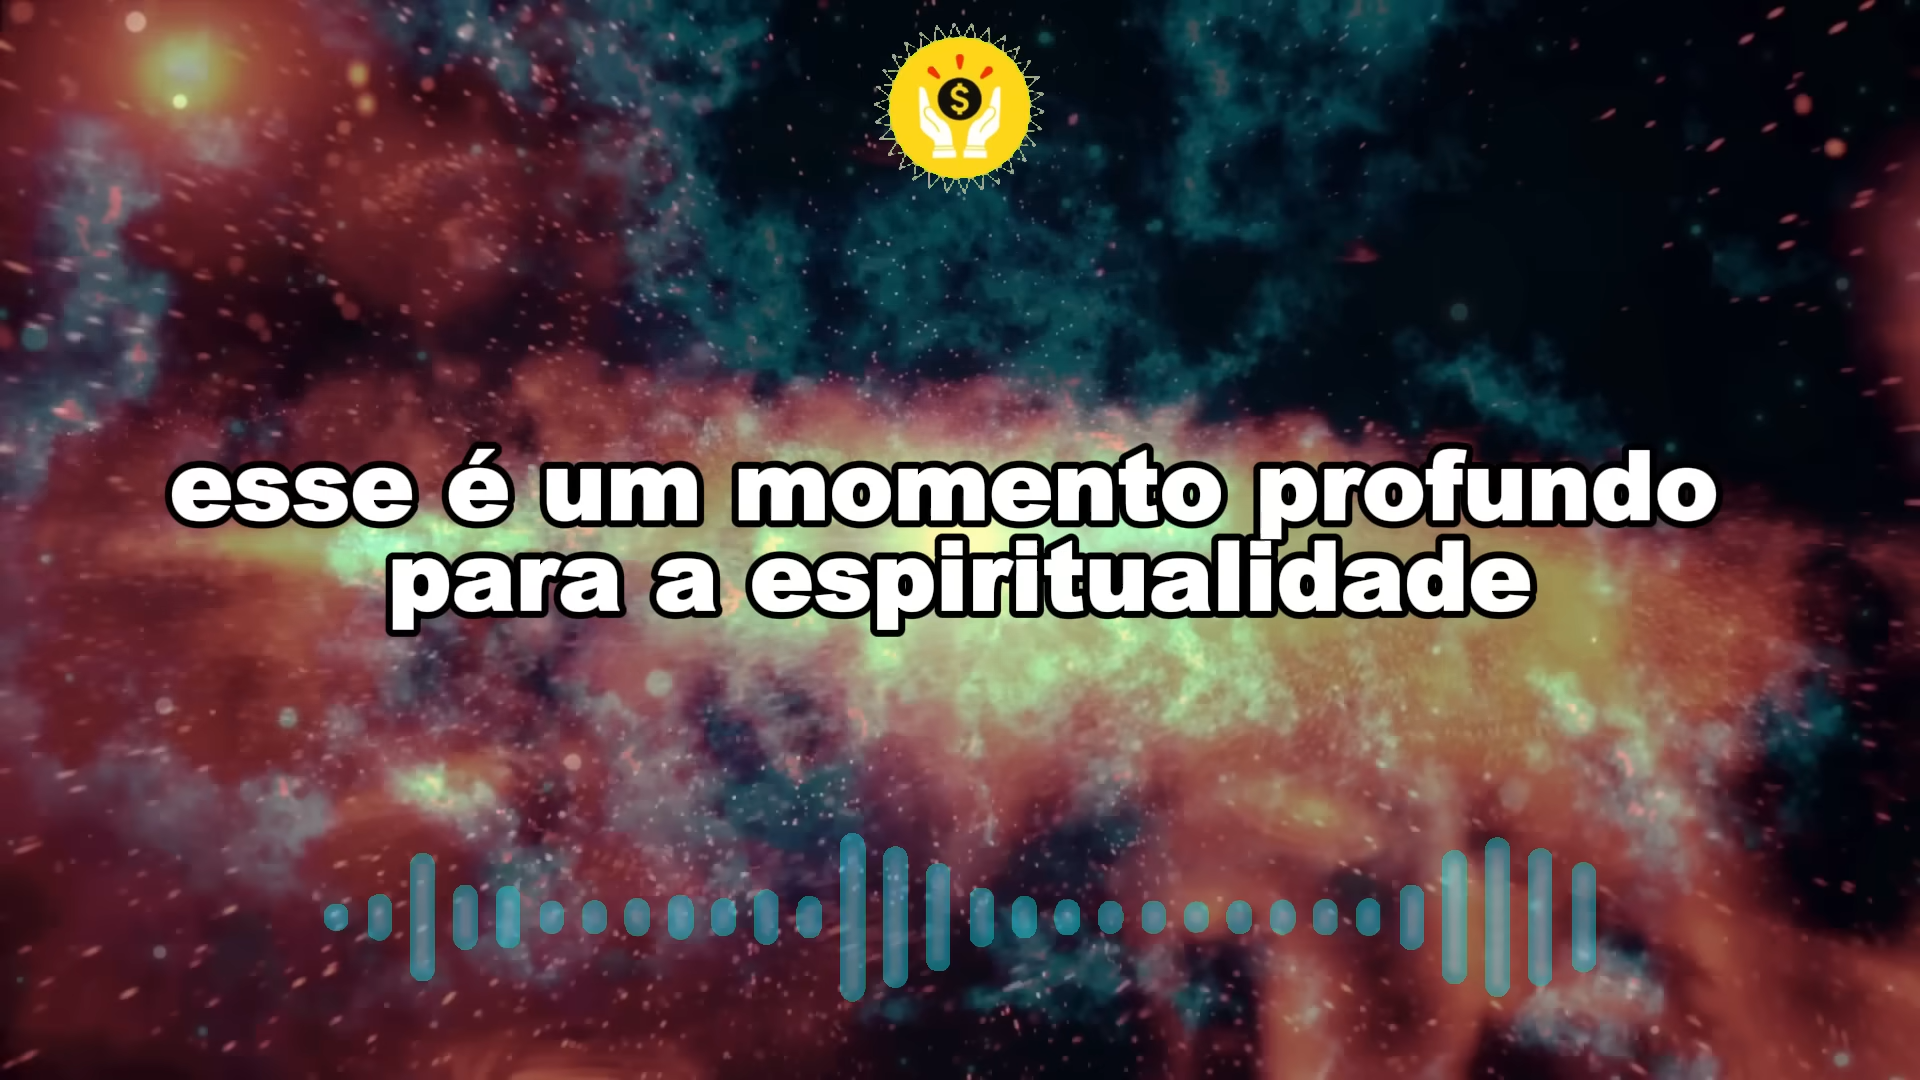 $
esse é um momento profundo
para a espiritualidade